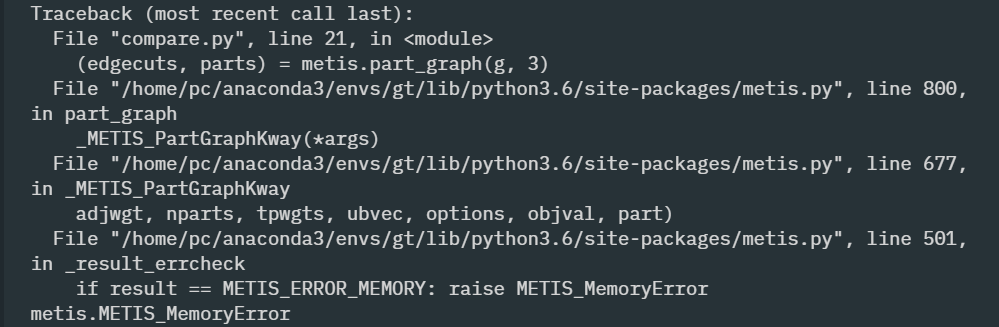 Traceback (most recent call last):
  File "compare.py", line 21, in <module>
    (edgecuts, parts) = metis.part_graph(g, 3)
  File "/home/pc/anaconda3/envs/gt/lib/python3.6/site-packages/metis.py", line 800,
in part_graph
    _METIS_PartGraphKway(*args)
  File "/home/pc/anaconda3/envs/gt/lib/python3.6/site-packages/metis.py", line 677,
in _METIS_PartGraphKway
    adjwgt, nparts, tpwgts, ubvec, options, objval, part)
  File "/home/pc/anaconda3/envs/gt/lib/python3.6/site-packages/metis.py", line 501,
in _result_errcheck
    if result == METIS_ERROR_MEMORY: raise METIS_MemoryError
metis.METIS_MemoryError